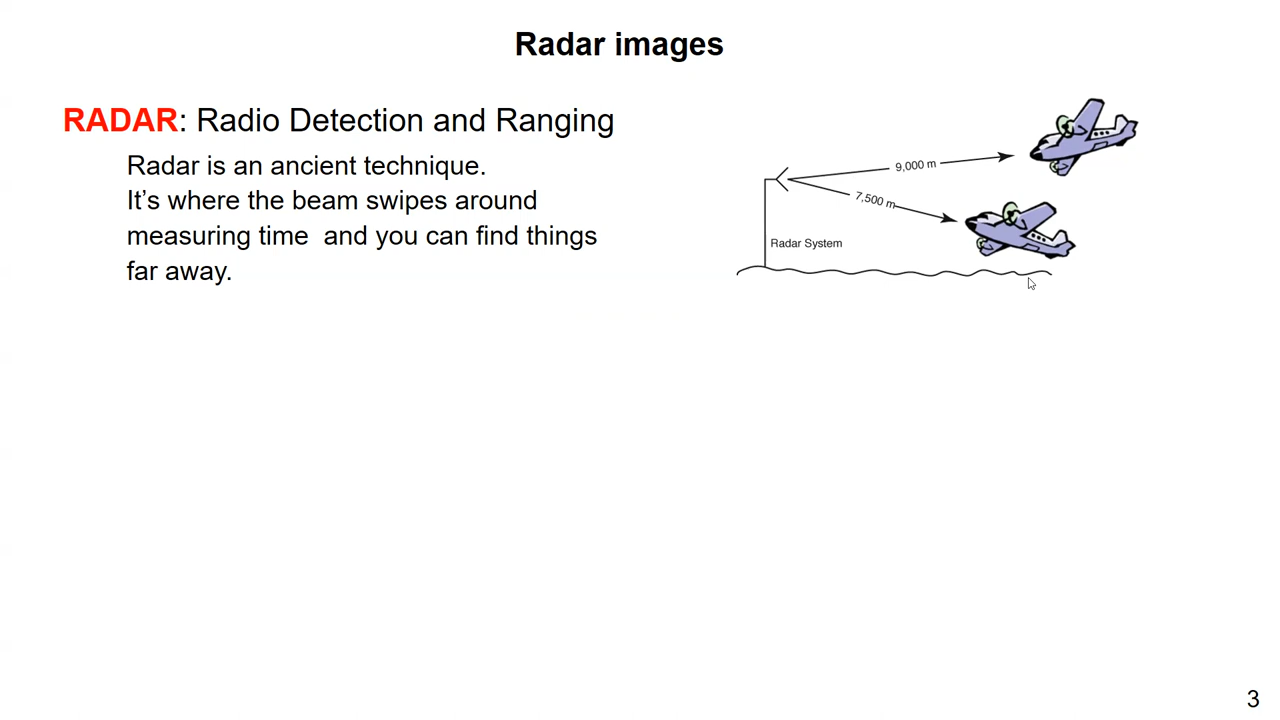 Radar images
RADAR: Radio Detection and Ranging
Radar is an ancient technique.
It’s where the beam swipes around
measuring time  and you can find things
far away.
9,000 m
7,500 m
Radar System
3